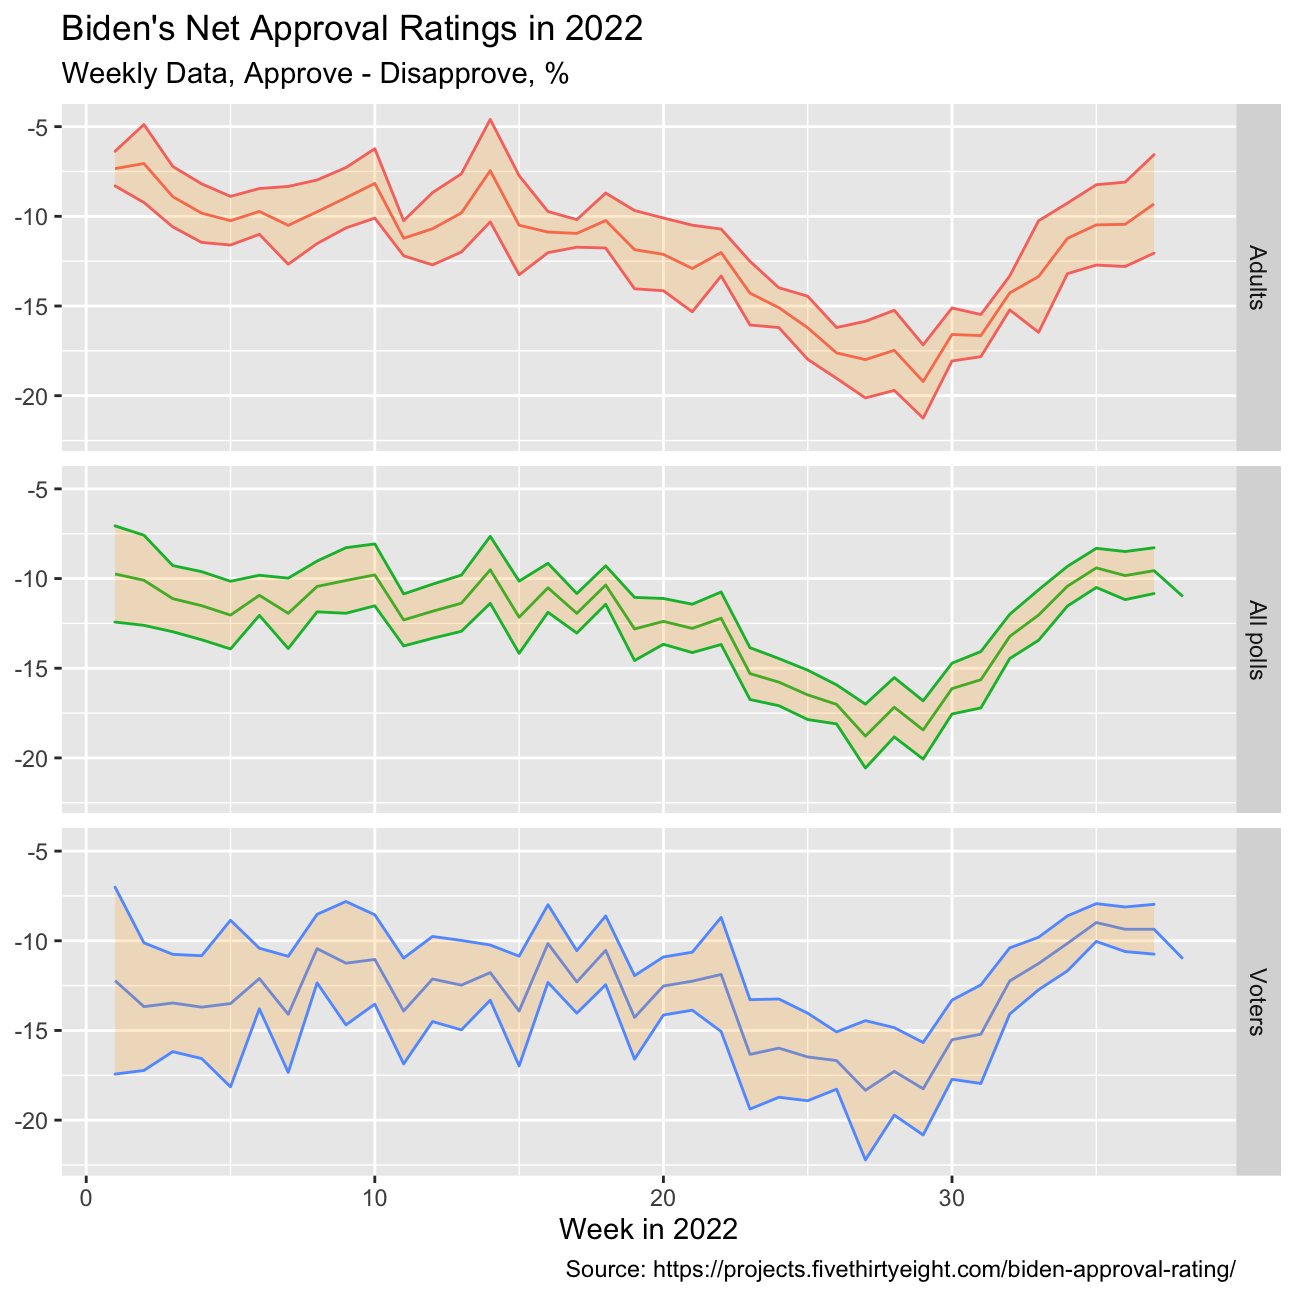 Biden's Net Approval Ratings in 2022
Weekly Data, Approve - Disapprove, %
-5
-10
-15
-20
Adults
-5
-10
-15
-20
All polls
-5
-10
-15
-20
Voters
0 10 20 30
Week in 2022
Source: https://projects.fivethirtyeight.com/biden-approval-rating/